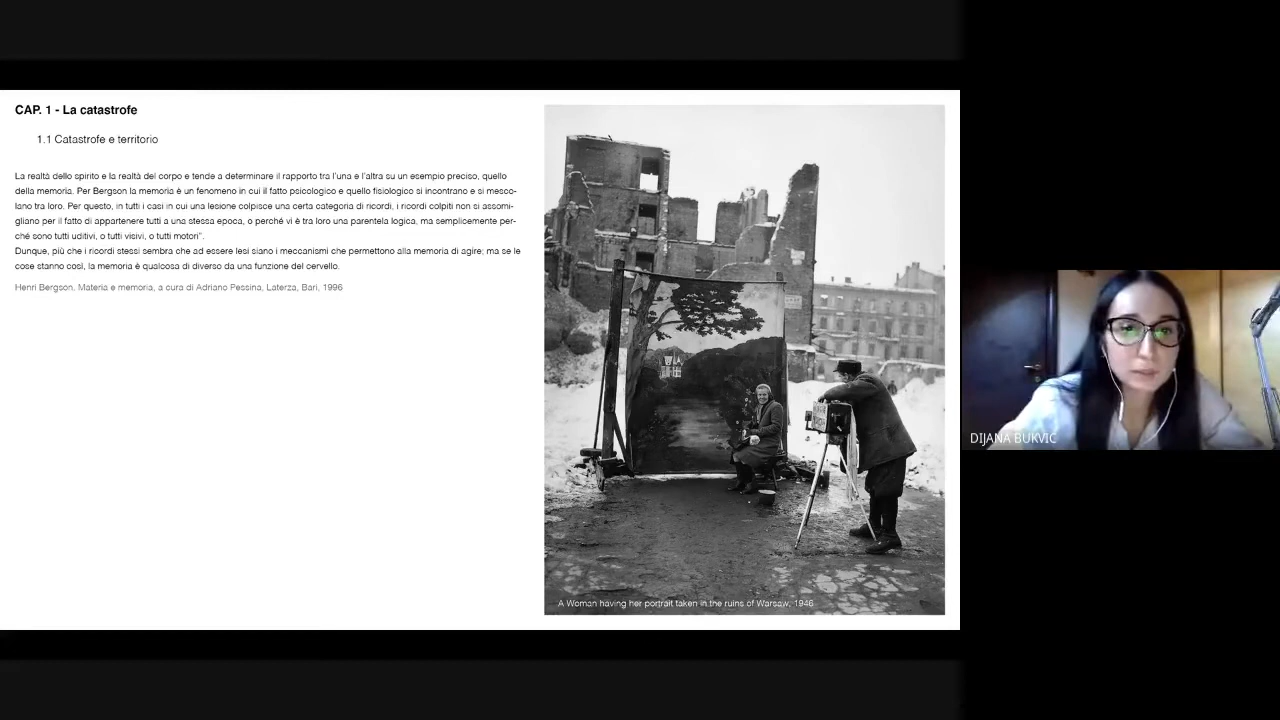 CAP. 1 - La catastrofe
1.1 Catastrofe e territorio
La realtà dello spirito e la realtà del corpo e tende a determinare il rapporto tra l'una e l'altra su un esempio preciso, quello
della memoria. Per Bergson la memoria è un fenomeno in cui il fatto psicologico e quello fisiologico si incontrano e si mesco-
lano tra loro. Per questo, in tutti i casi in cui una lesione colpisce una certa categoria di ricordi, i ricordi colpiti non si assomi-
gliano per il fatto di appartenere tutti a una stessa epoca, o perché vi è tra loro una parentela logica, ma semplicemente per-
ché sono tutti uditivi, o tutti visivi, o tutti motori".
Dunque, più che i ricordi stessi sembra che ad essere lesi siano i meccanismi che permettono alla memoria di agire; ma se le
cose stanno così, la memoria è qualcosa di diverso da una funzione del cervello.
Henri Bergson, Materia e memoria, a cura di Adriano Pessina, Laterza, Bari, 1996
A Woman having her portrait taken in the ruins of Warsaw, 1946
DIJANA BUKVIC